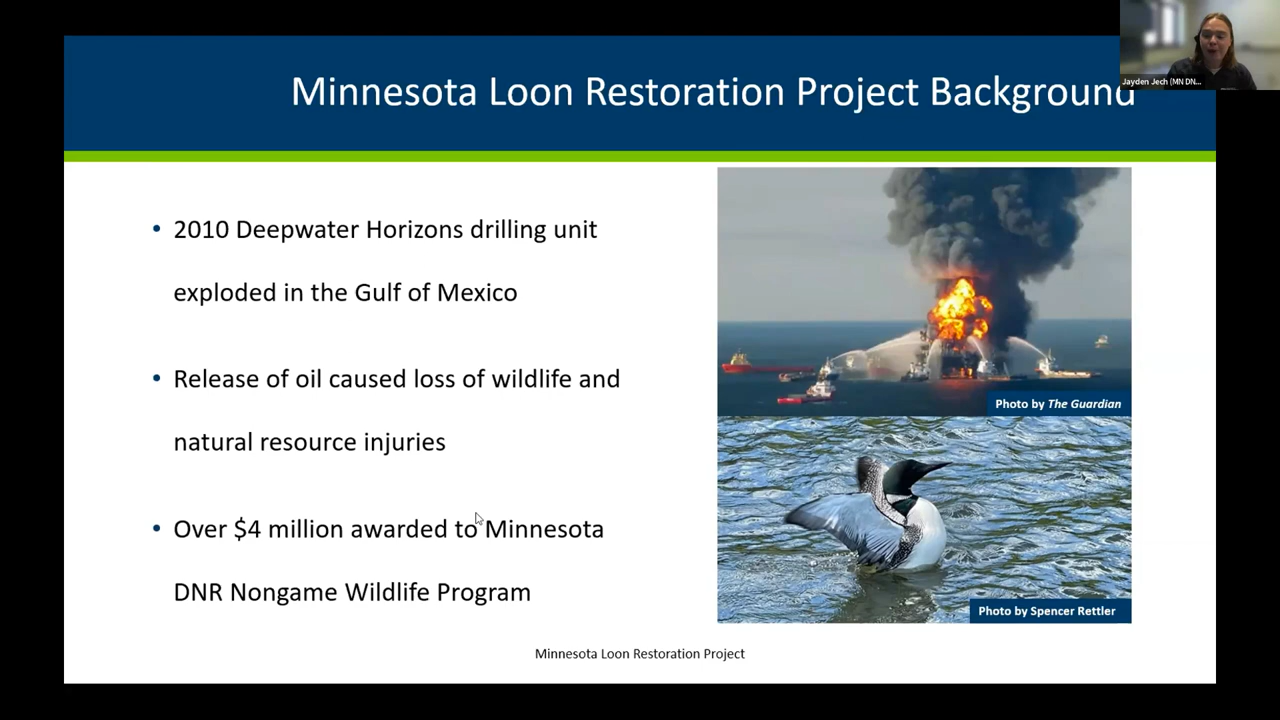 Minnesota Loon Restoration Project Background
Jayden Jech (MN DN...
• 2010 Deepwater Horizons drilling unit
exploded in the Gulf of Mexico
• Release of oil caused loss of wildlife and
natural resource injuries
• Over $4 million awarded to Minnesota
DNR Nongame Wildlife Program
Photo by The Guardian
Photo by Spencer Rettler
Minnesota Loon Restoration Project